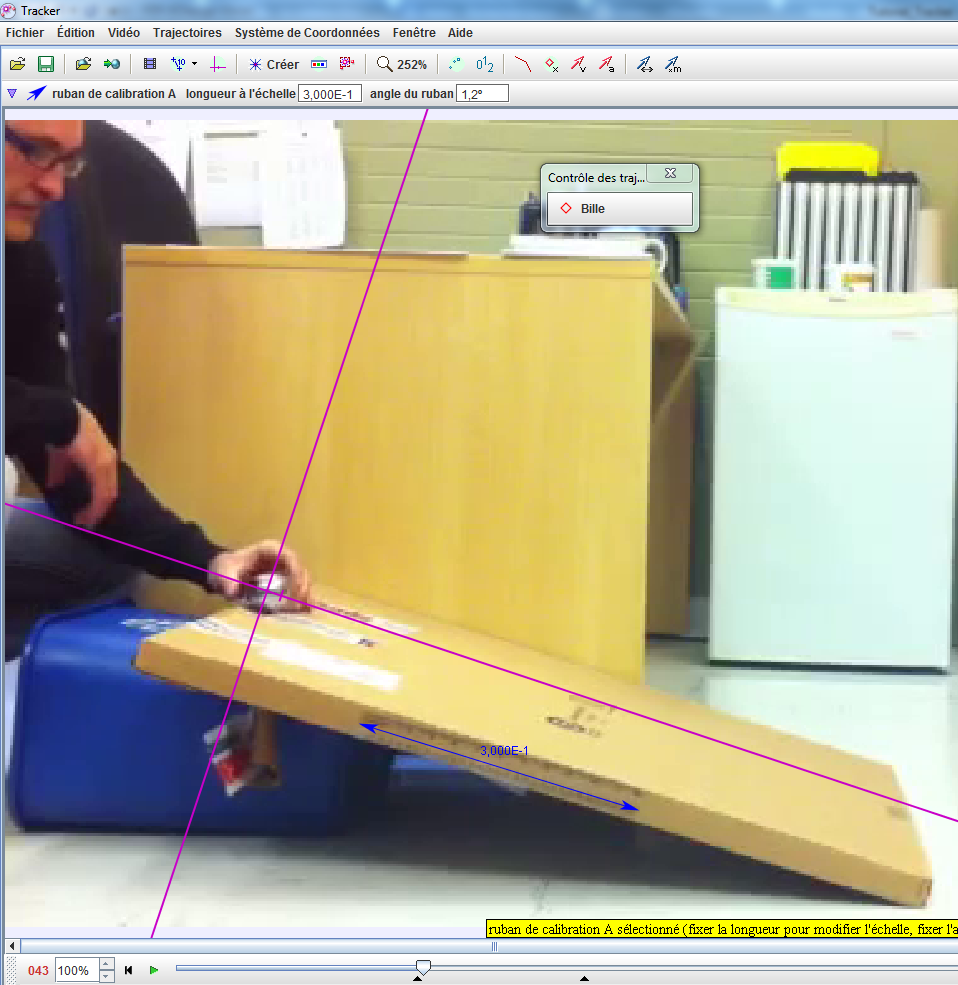 Tracker
Fichier Édition Vidéo Trajectoires Système de Coordonnées Fenêtre Aide
Créer 252%
ruban de calibration A longueur à l'échelle 3,000E-1 angle du ruban 1,2°
Contrôle des traj...
Bille
3,000E-1
ruban de calibration A sélectionné (fixer la longueur pour modifier l'échelle, fixer l'a
043 100%